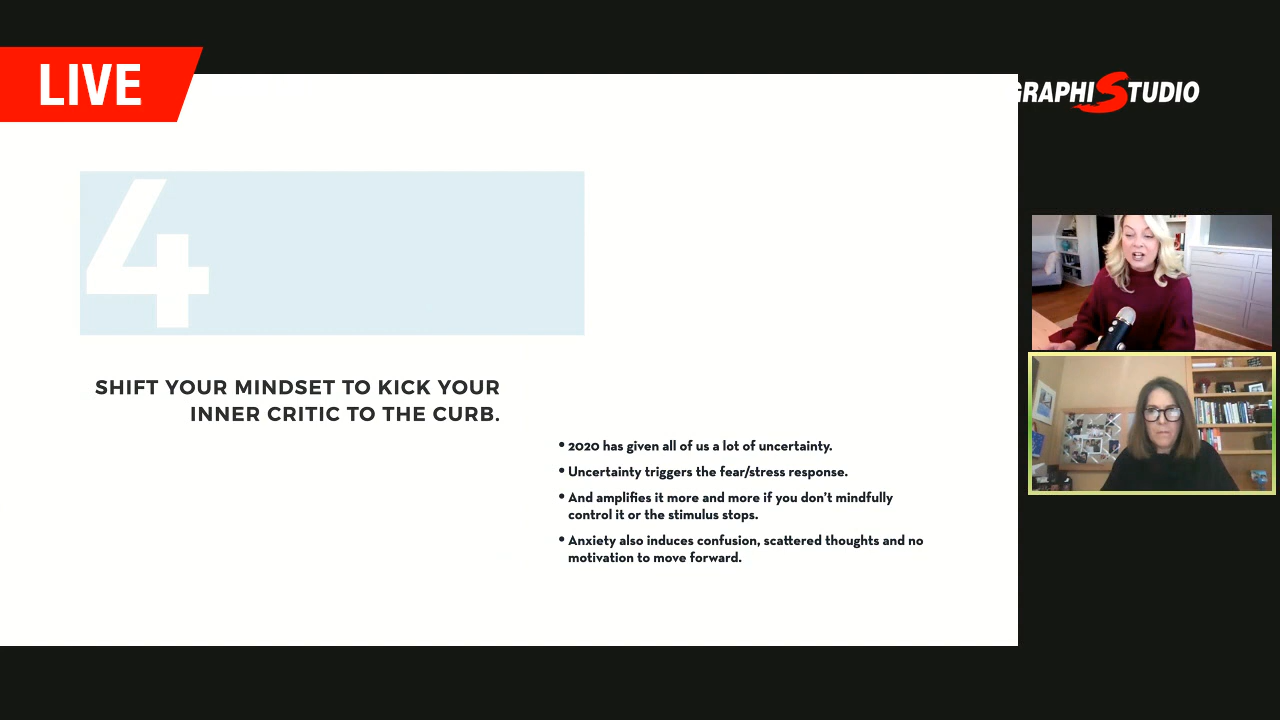 LIVE
GRAPHISTUDIO
4
SHIFT YOUR MINDSET TO KICK YOUR
INNER CRITIC TO THE CURB.
• 2020 has given all of us a lot of uncertainty.
• Uncertainty triggers the fear/stress response.
• And amplifies it more and more if you don't mindfully
control it or the stimulus stops.
• Anxiety also induces confusion, scattered thoughts and no
motivation to move forward.